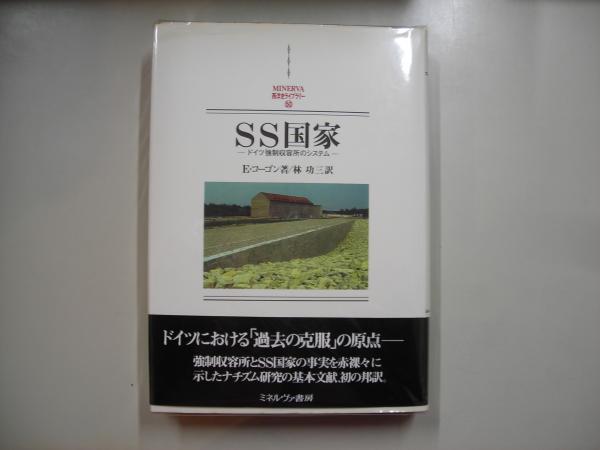 MINERVA
西洋史ライブラリー
SS国家
―ドイツ強制収容所のシステム―
E・コーゴン著/林 功三訳
ドイツにおける「過去の克服」の原点――
強制収容所とSS国家の事実を赤裸々に
示したナチズム研究の基本文献、初の邦訳。
ミネルヴァ書房